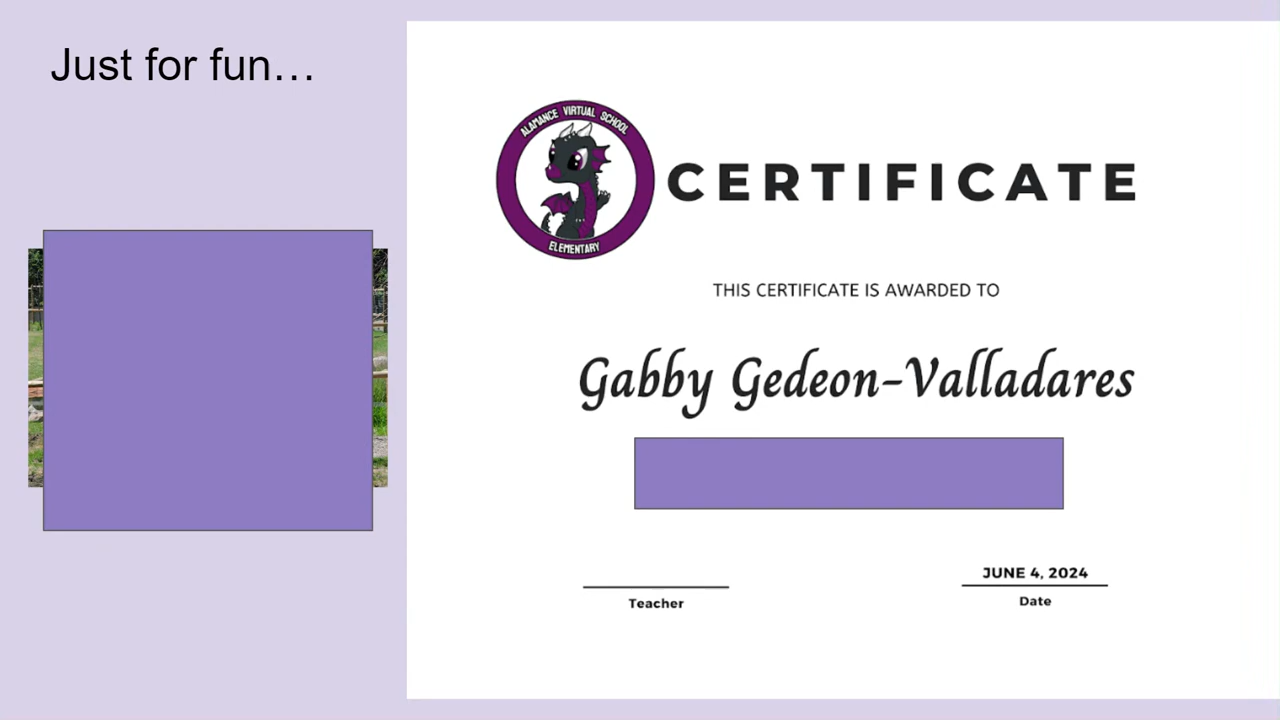 Just for fun…
ALAMANCE VIRTUAL SCHOOL
ELEMENTARY
CERTIFICATE
THIS CERTIFICATE IS AWARDED TO
Gabby Gedeon-Valladares
JUNE 4, 2024
Teacher
Date